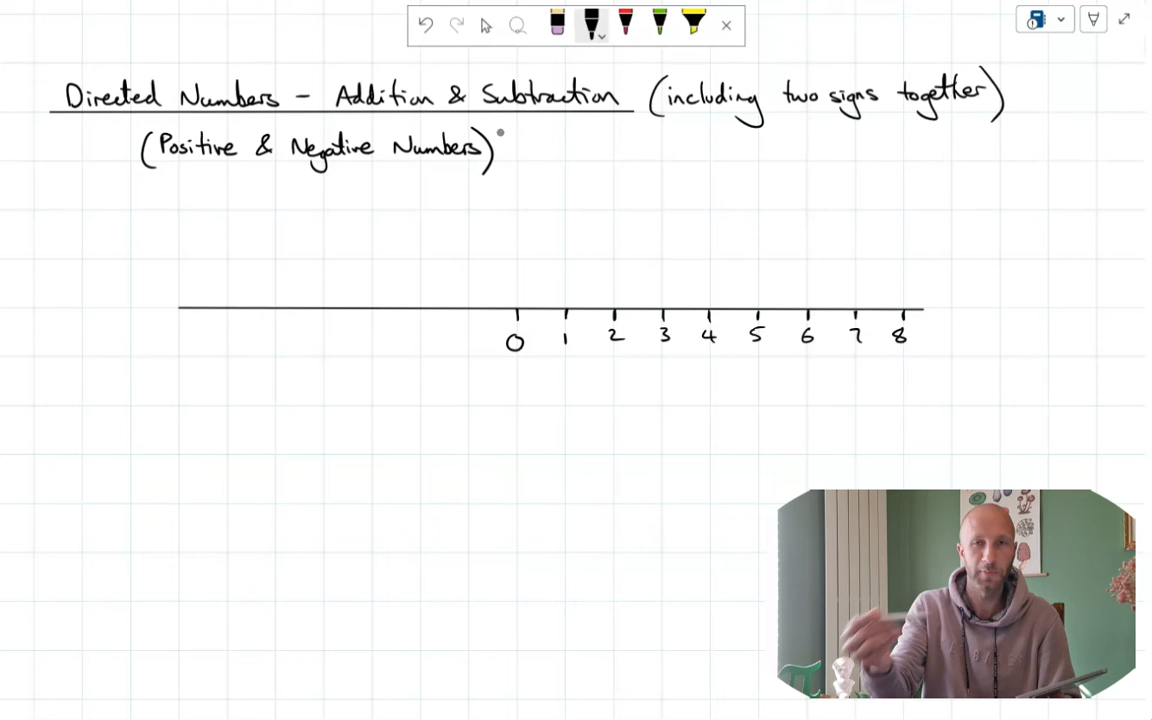 Directed Numbers - Addition & Subtraction (including two signs together)
(Positive & Negative Numbers)
0 1 2 3 4 5 6 7 8